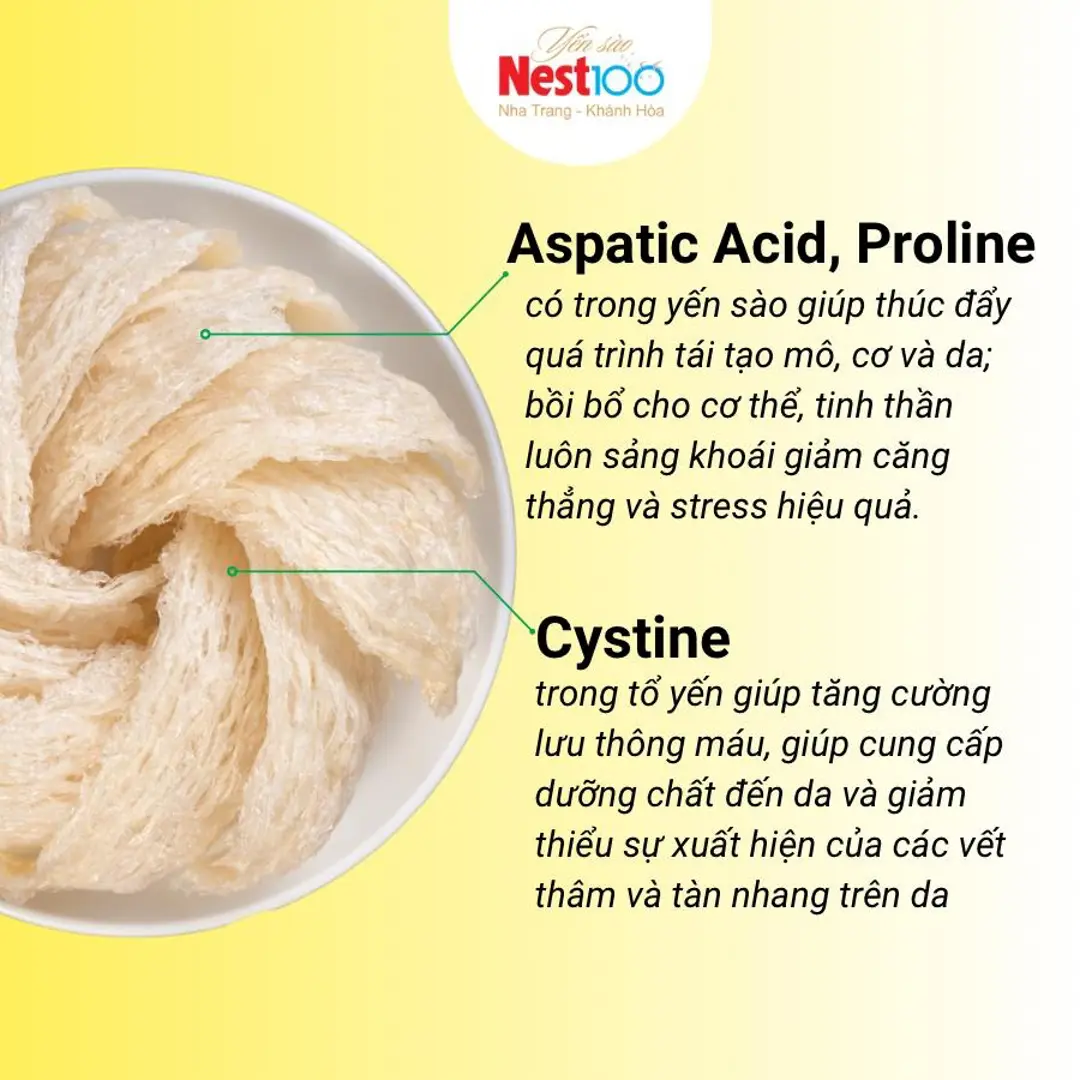 Yến sào
Nest100
Nha Trang - Khánh Hòa
Aspatic Acid, Proline
có trong yến sào giúp thúc đẩy
quá trình tái tạo mô, cơ và da;
bồi bổ cho cơ thể, tinh thần
luôn sảng khoái giảm căng
thẳng và stress hiệu quả.
Cystine
trong tổ yến giúp tăng cường
lưu thông máu, giúp cung cấp
dưỡng chất đến da và giảm
thiểu sự xuất hiện của các vết
thâm và tàn nhang trên da